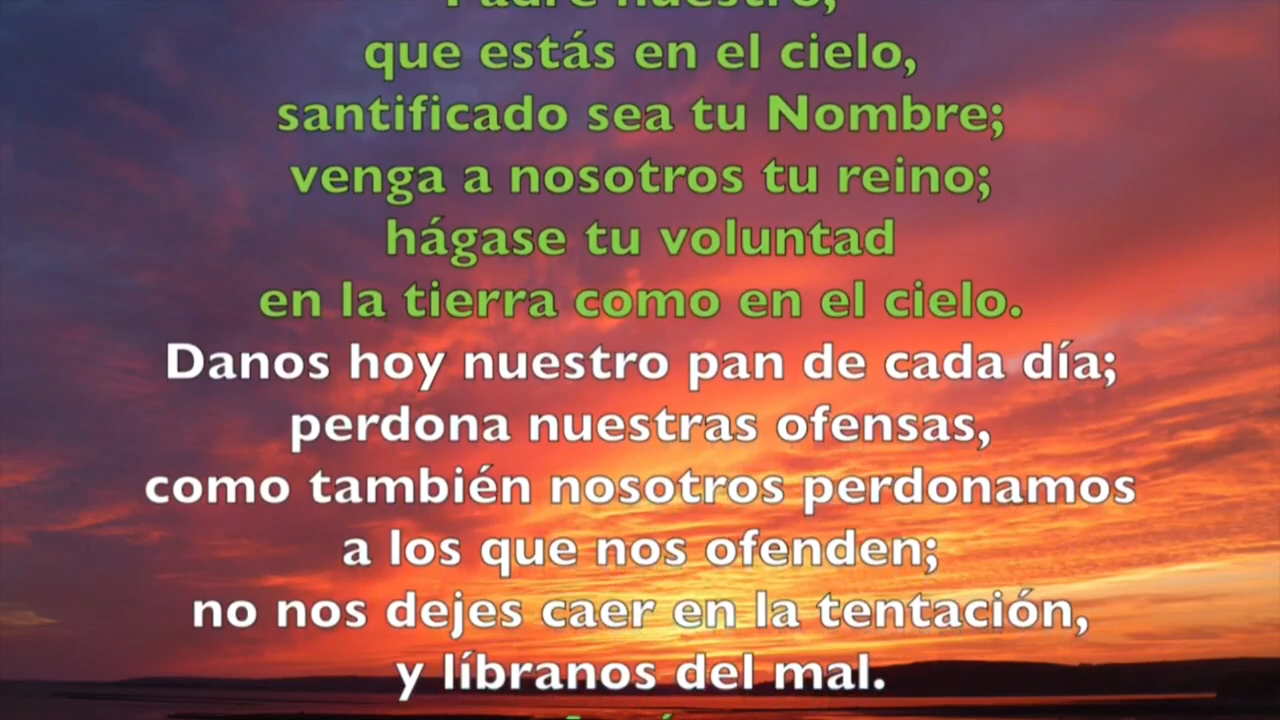 Padre nuestro,
que estás en el cielo,
santificado sea tu Nombre;
venga a nosotros tu reino;
hágase tu voluntad
en la tierra como en el cielo.
Danos hoy nuestro pan de cada día;
perdona nuestras ofensas,
como también nosotros perdonamos
a los que nos ofenden;
no nos dejes caer en la tentación,
y líbranos del mal.